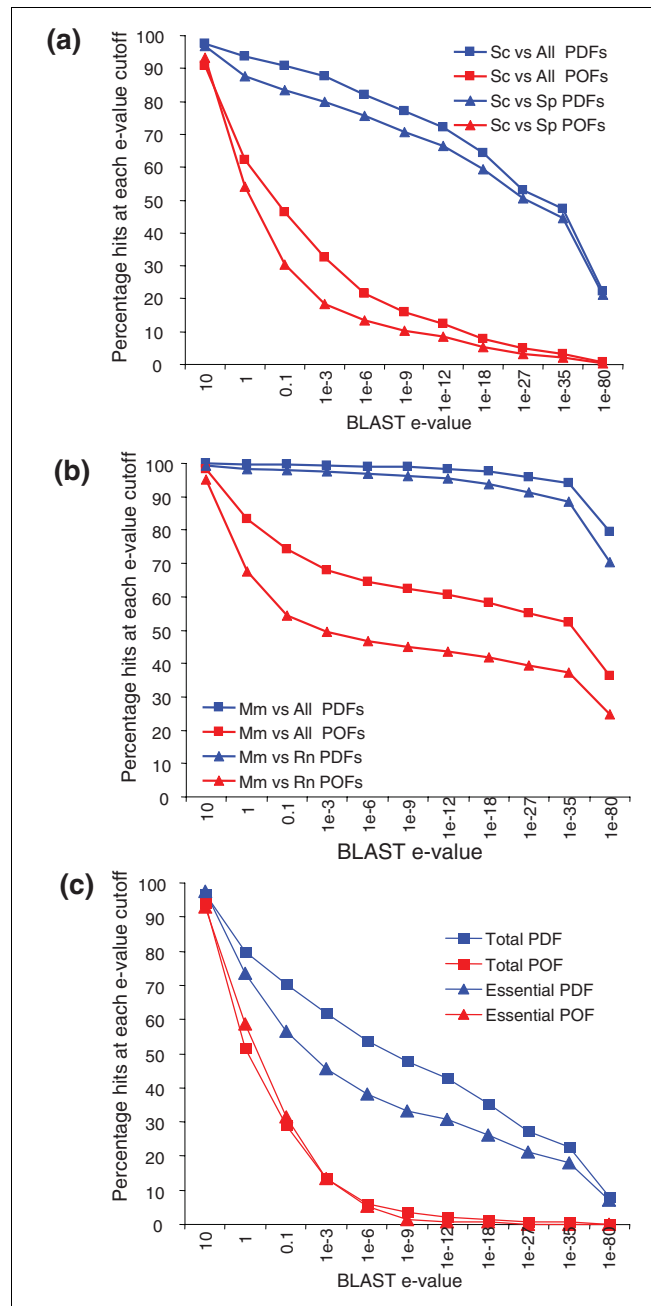 (a)
Percentage hits at each e-value cutoff
100
90
80
70
60
50
40
30
20
10
0
Sc vs All PDFs
Sc vs All POFs
Sc vs Sp PDFs
Sc vs Sp POFs
10
1
0.1
1e-3
1e-6
1e-9
1e-12
1e-18
1e-27
1e-35
1e-80
BLAST e-value
(b)
Percentage hits at each e-value cutoff
100
90
80
70
60
50
40
30
20
10
0
Mm vs All PDFs
Mm vs All POFs
Mm vs Rn PDFs
Mm vs Rn POFs
10
1
0.1
1e-3
1e-6
1e-9
1e-12
1e-18
1e-27
1e-35
1e-80
BLAST e-value
(c)
Percentage hits at each e-value cutoff
100
90
80
70
60
50
40
30
20
10
0
Total PDF
Total POF
Essential PDF
Essential POF
10
1
0.1
1e-3
1e-6
1e-9
1e-12
1e-18
1e-27
1e-35
1e-80
BLAST e-value